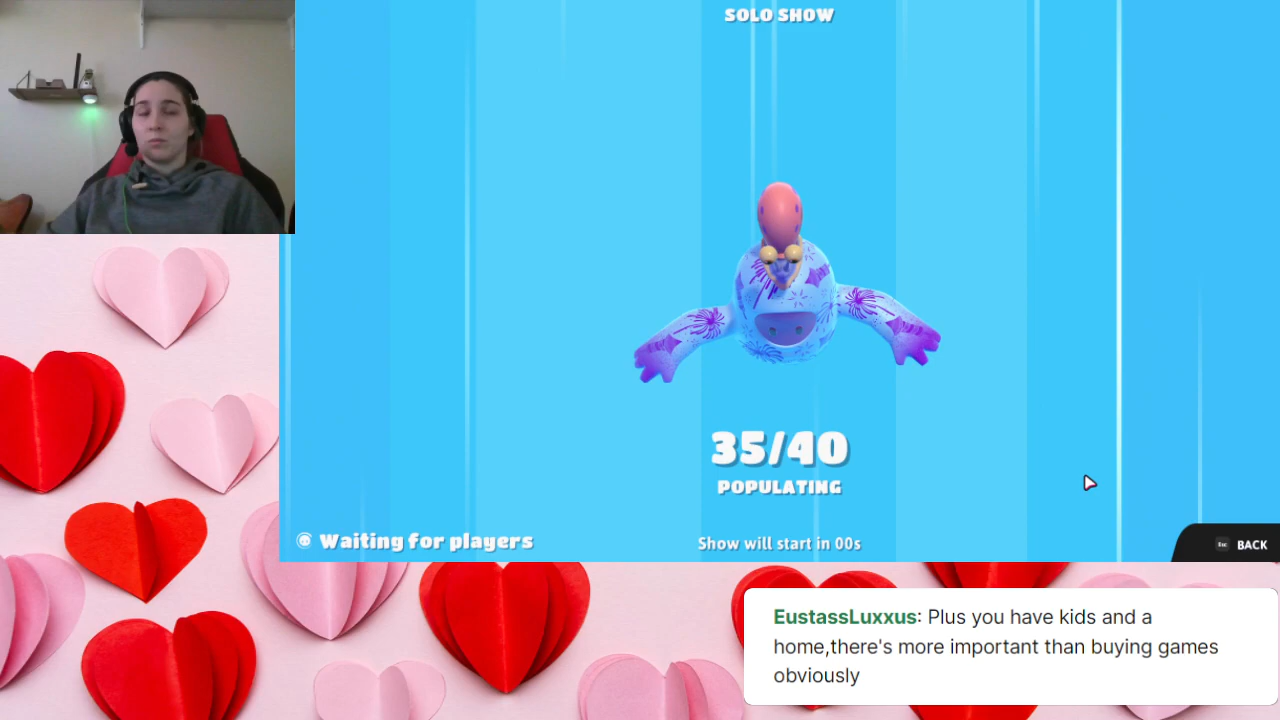 SOLO SHOW
35/40
POPULATING
Waiting for players
Show will start in 00s
Esc BACK
EustassLuxxus: Plus you have kids and a
home,there's more important than buying games
obviously